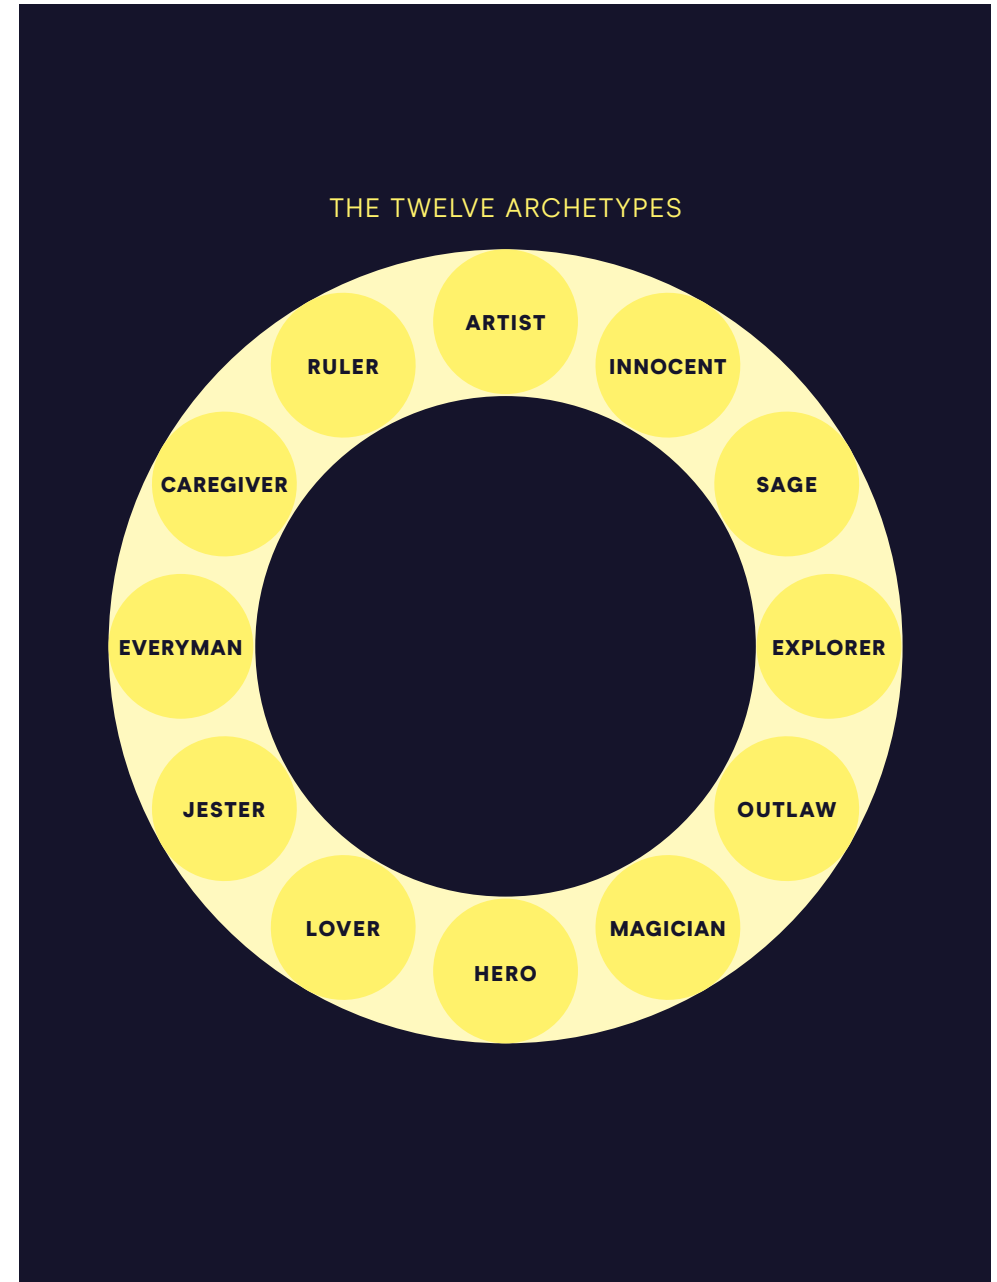 THE TWELVE ARCHETYPES
ARTIST
INNOCENT
SAGE
EXPLORER
OUTLAW
MAGICIAN
HERO
LOVER
JESTER
EVERYMAN
CAREGIVER
RULER